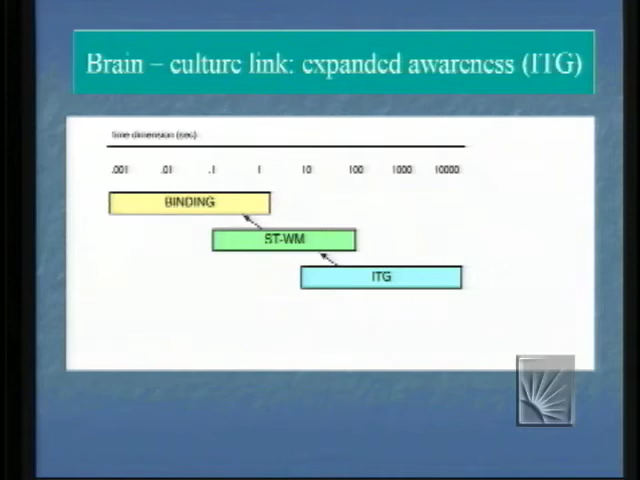 Brain – culture link: expanded awareness (ITG)
time dimension (sec)
.001 .01 .1 1 10 100 1000 10000
BINDING
ST-WM
ITG